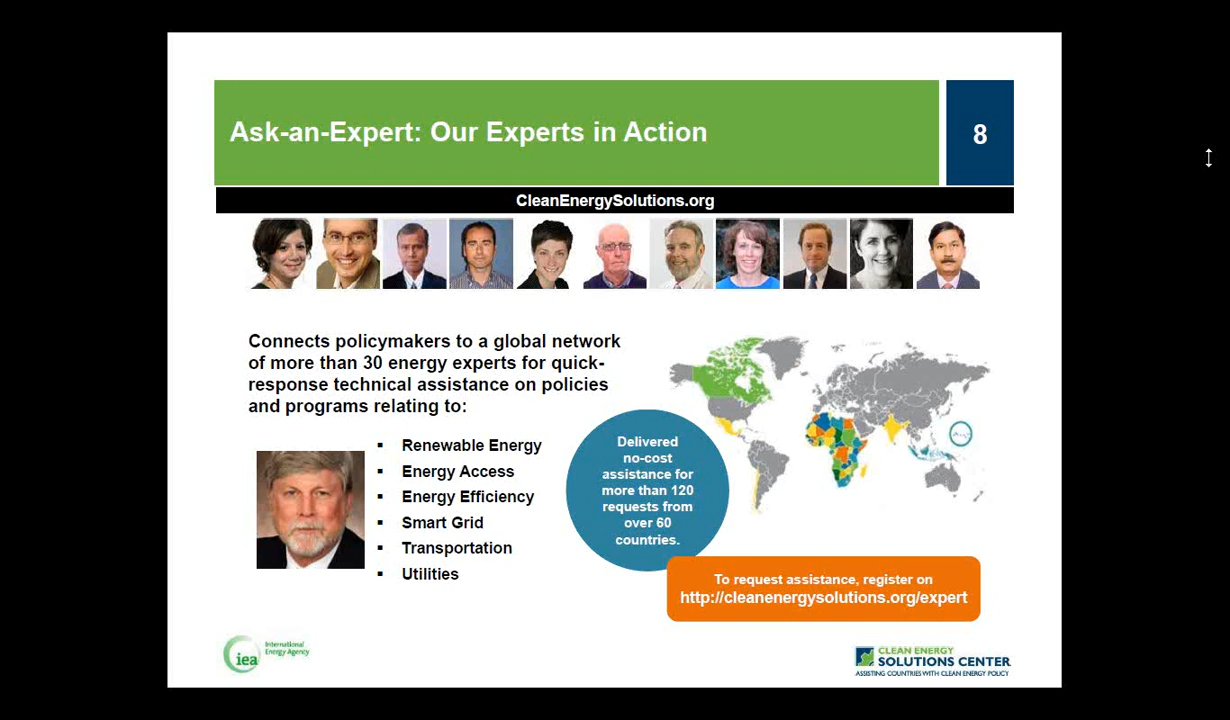 Ask-an-Expert: Our Experts in Action
8
CleanEnergySolutions.org
Connects policymakers to a global network
of more than 30 energy experts for quick-
response technical assistance on policies
and programs relating to:
▪ Renewable Energy
▪ Energy Access
▪ Energy Efficiency
▪ Smart Grid
▪ Transportation
▪ Utilities
Delivered
no-cost
assistance for
more than 120
requests from
over 60
countries.
To request assistance, register on
http://cleanenergysolutions.org/expert
iea
International
Energy Agency
CLEAN ENERGY
SOLUTIONS CENTER
ASSISTING COUNTRIES WITH CLEAN ENERGY POLICY